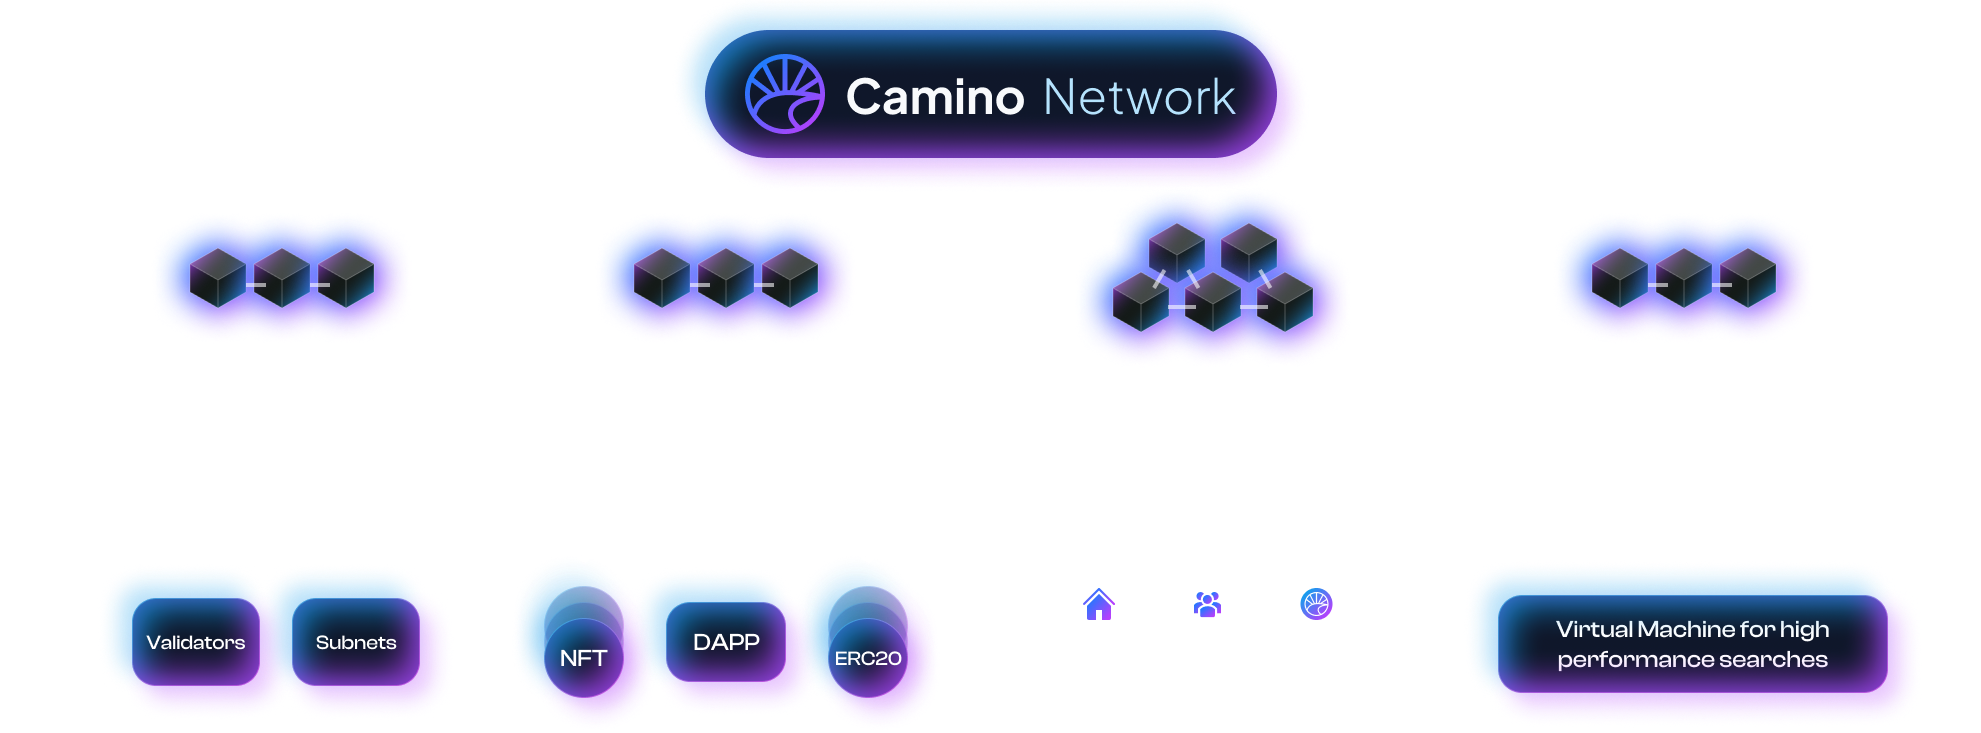 Camino Network
Validators
Subnets
NFT
DAPP
ERC20
Virtual Machine for high
performance searches